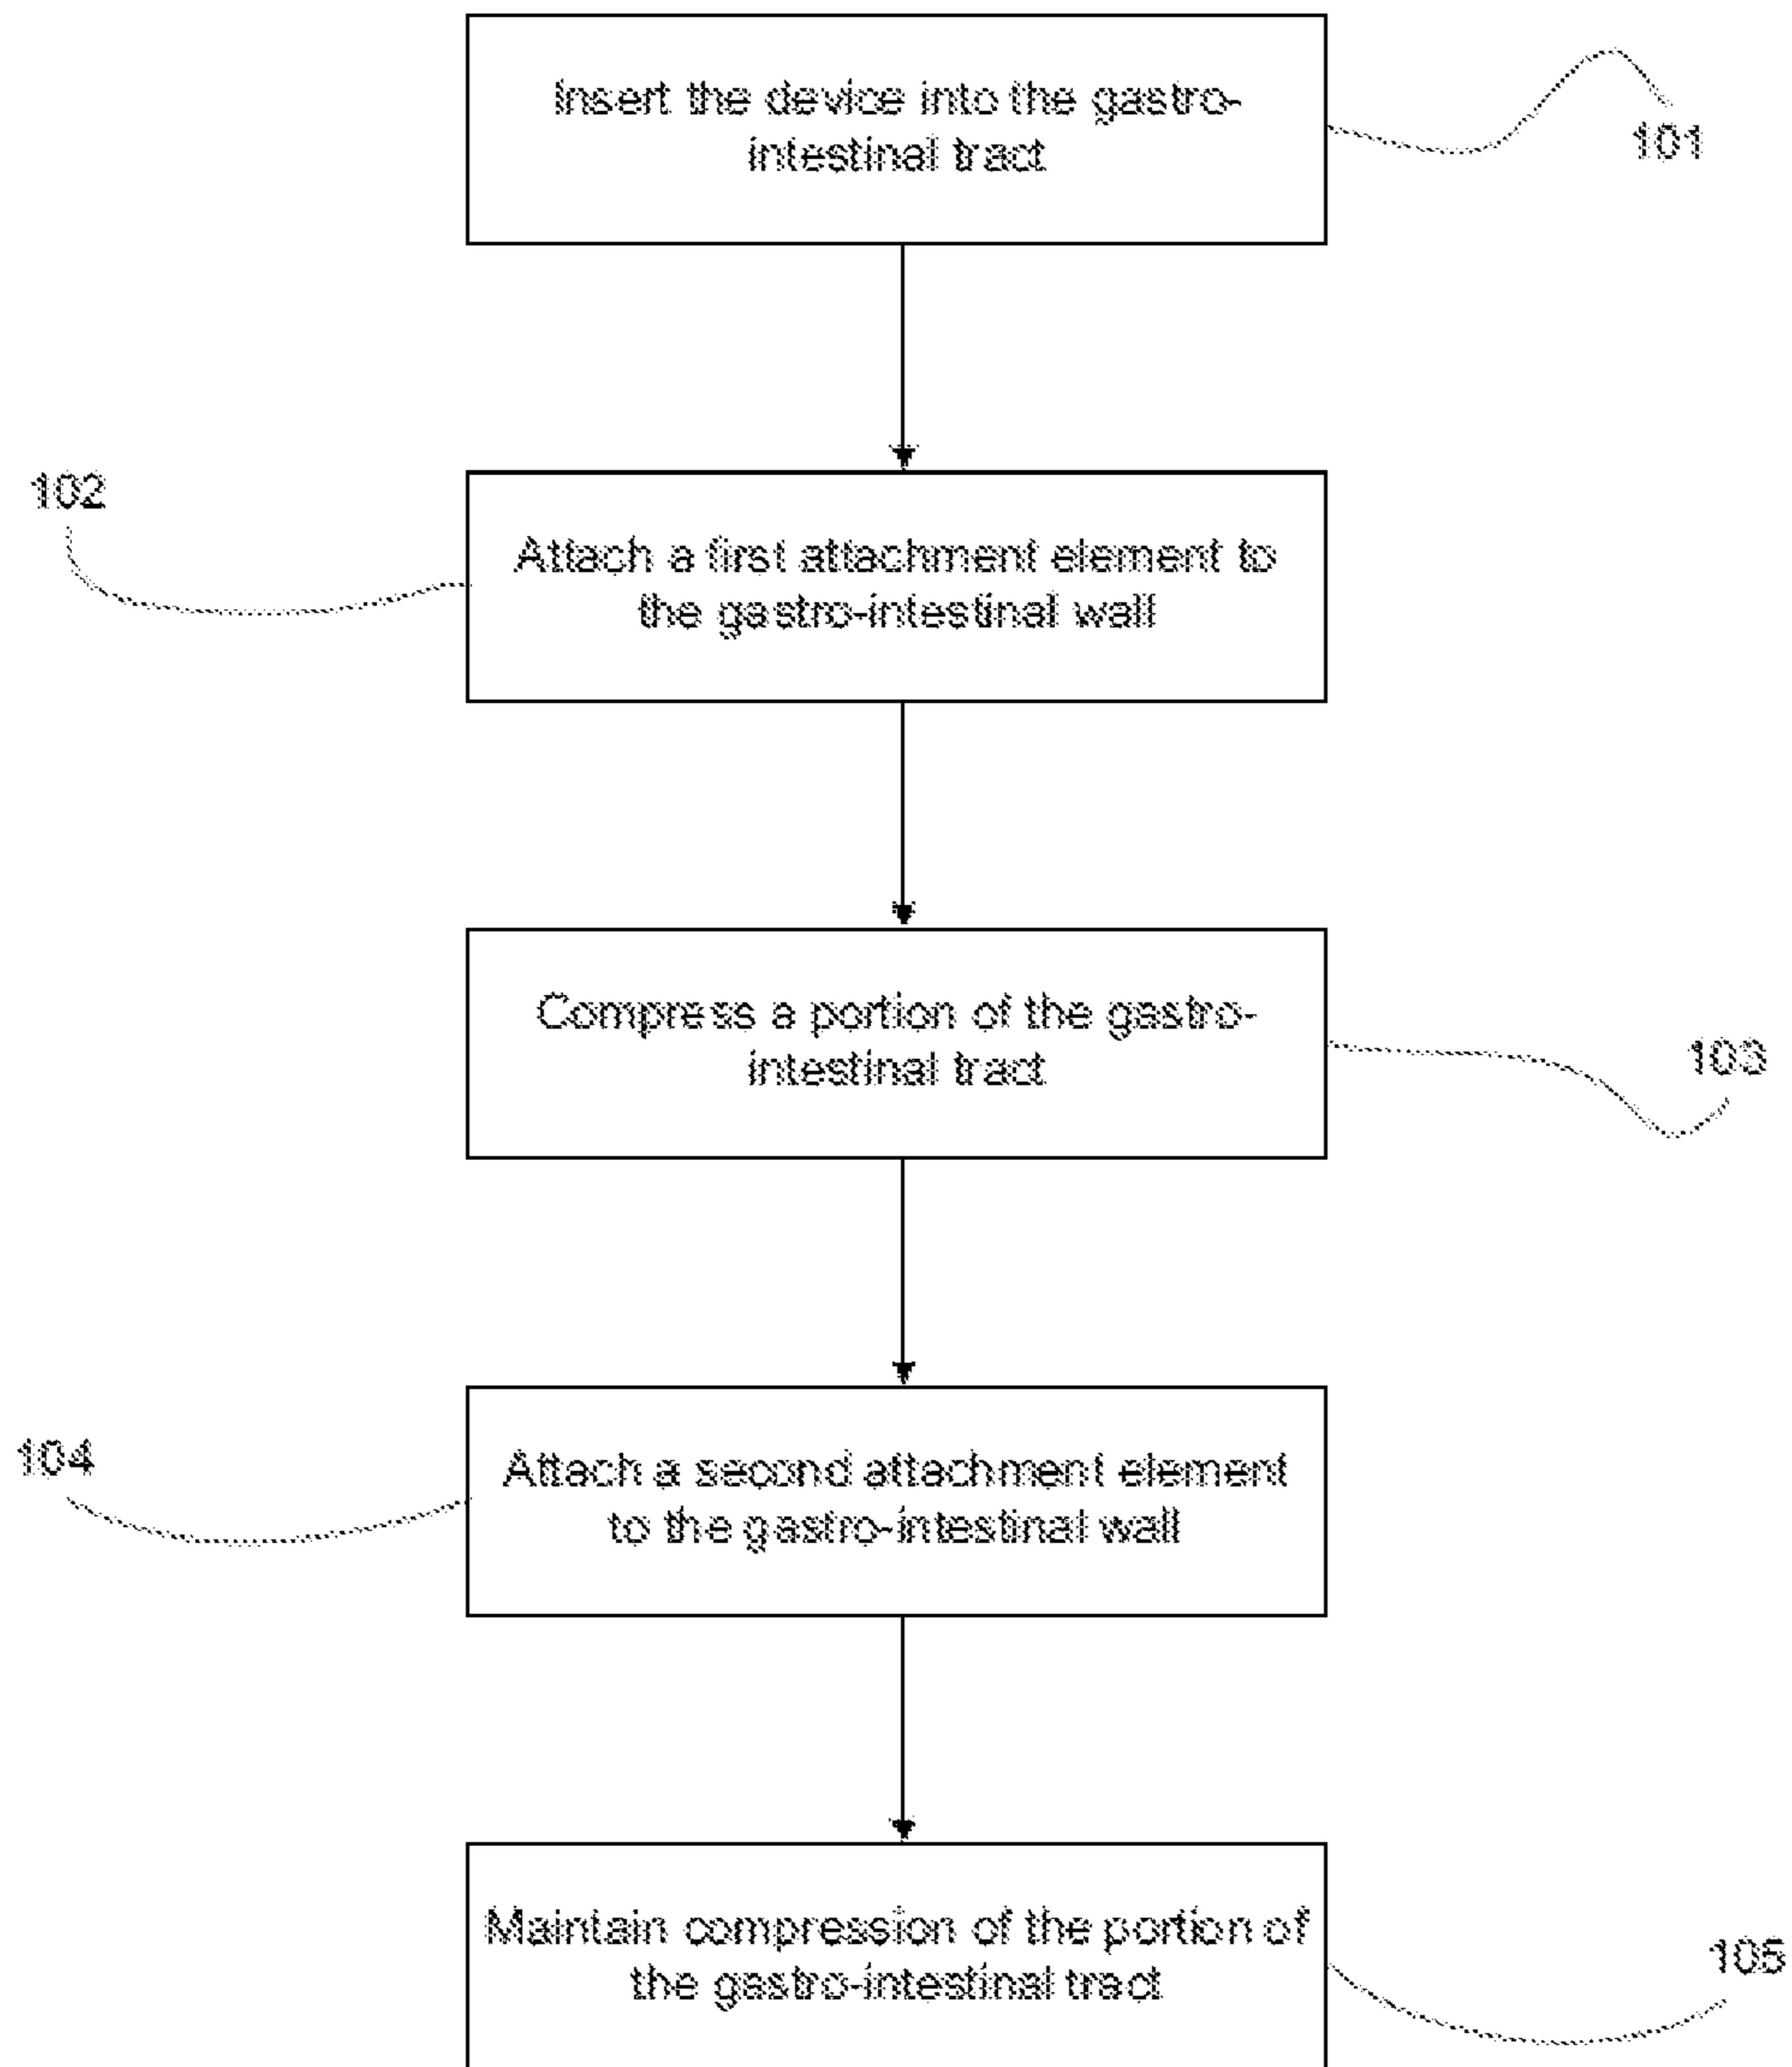 Insert the device into the gastro-
intestinal tract
101
102
Attach a first attachment element to
the gastro-intestinal wall
Compress a portion of the gastro-
intestinal tract
103
104
Attach a second attachment element
to the gastro-intestinal wall
Maintain compression of the portion of
the gastro-intestinal tract
105